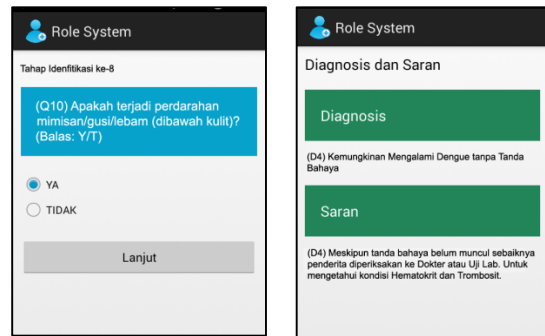 Role System
Tahap Idenfitikasi ke-8
(Q10) Apakah terjadi perdarahan
mimisan/gusi/lebam (dibawah kulit)?
(Balas: Y/T)
YA
TIDAK
Lanjut
Role System
Diagnosis dan Saran
Diagnosis
(D4) Kemungkinan Mengalami Dengue tanpa Tanda
Bahaya
Saran
(D4) Meskipun tanda bahaya belum muncul sebaiknya
penderita diperiksakan ke Dokter atau Uji Lab. Untuk
mengetahui kondisi Hematokrit dan Trombosit.